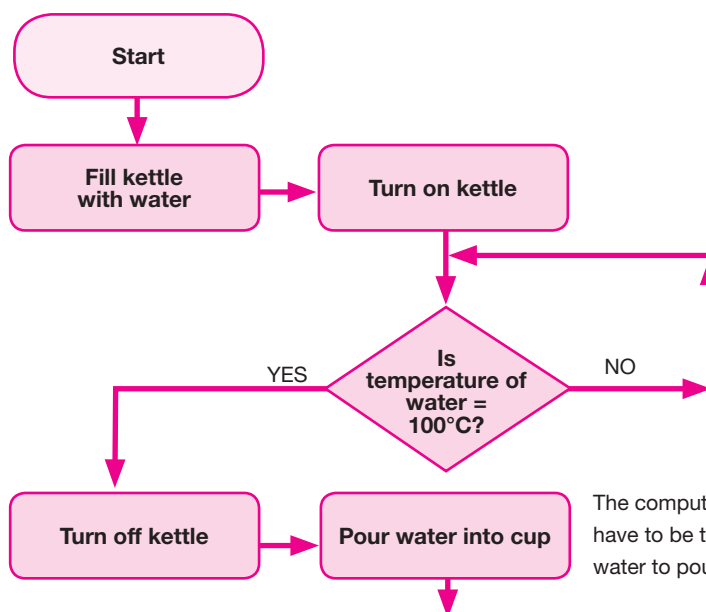 Start
Fill kettle
with water
Turn on kettle
Is
temperature of
water =
100°C?
YES
NO
Turn off kettle
Pour water into cup
The comput
have to be t
water to pou